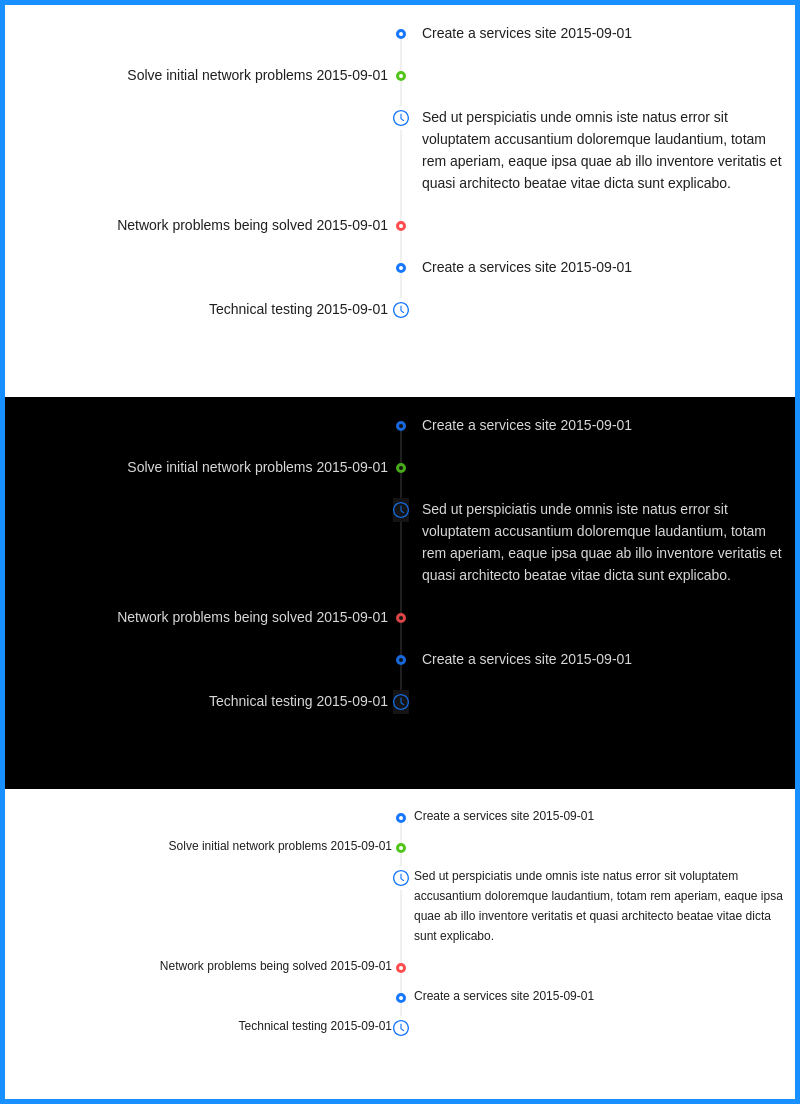 Create a services site 2015-09-01
Solve initial network problems 2015-09-01
Sed ut perspiciatis unde omnis iste natus error sit
voluptatem accusantium doloremque laudantium, totam
rem aperiam, eaque ipsa quae ab illo inventore veritatis et
quasi architecto beatae vitae dicta sunt explicabo.
Network problems being solved 2015-09-01
Create a services site 2015-09-01
Technical testing 2015-09-01
Create a services site 2015-09-01
Solve initial network problems 2015-09-01
Sed ut perspiciatis unde omnis iste natus error sit
voluptatem accusantium doloremque laudantium, totam
rem aperiam, eaque ipsa quae ab illo inventore veritatis et
quasi architecto beatae vitae dicta sunt explicabo.
Network problems being solved 2015-09-01
Create a services site 2015-09-01
Technical testing 2015-09-01
Create a services site 2015-09-01
Solve initial network problems 2015-09-01
Sed ut perspiciatis unde omnis iste natus error sit voluptatem
accusantium doloremque laudantium, totam rem aperiam, eaque ipsa
quae ab illo inventore veritatis et quasi architecto beatae vitae dicta
sunt explicabo.
Network problems being solved 2015-09-01
Create a services site 2015-09-01
Technical testing 2015-09-01